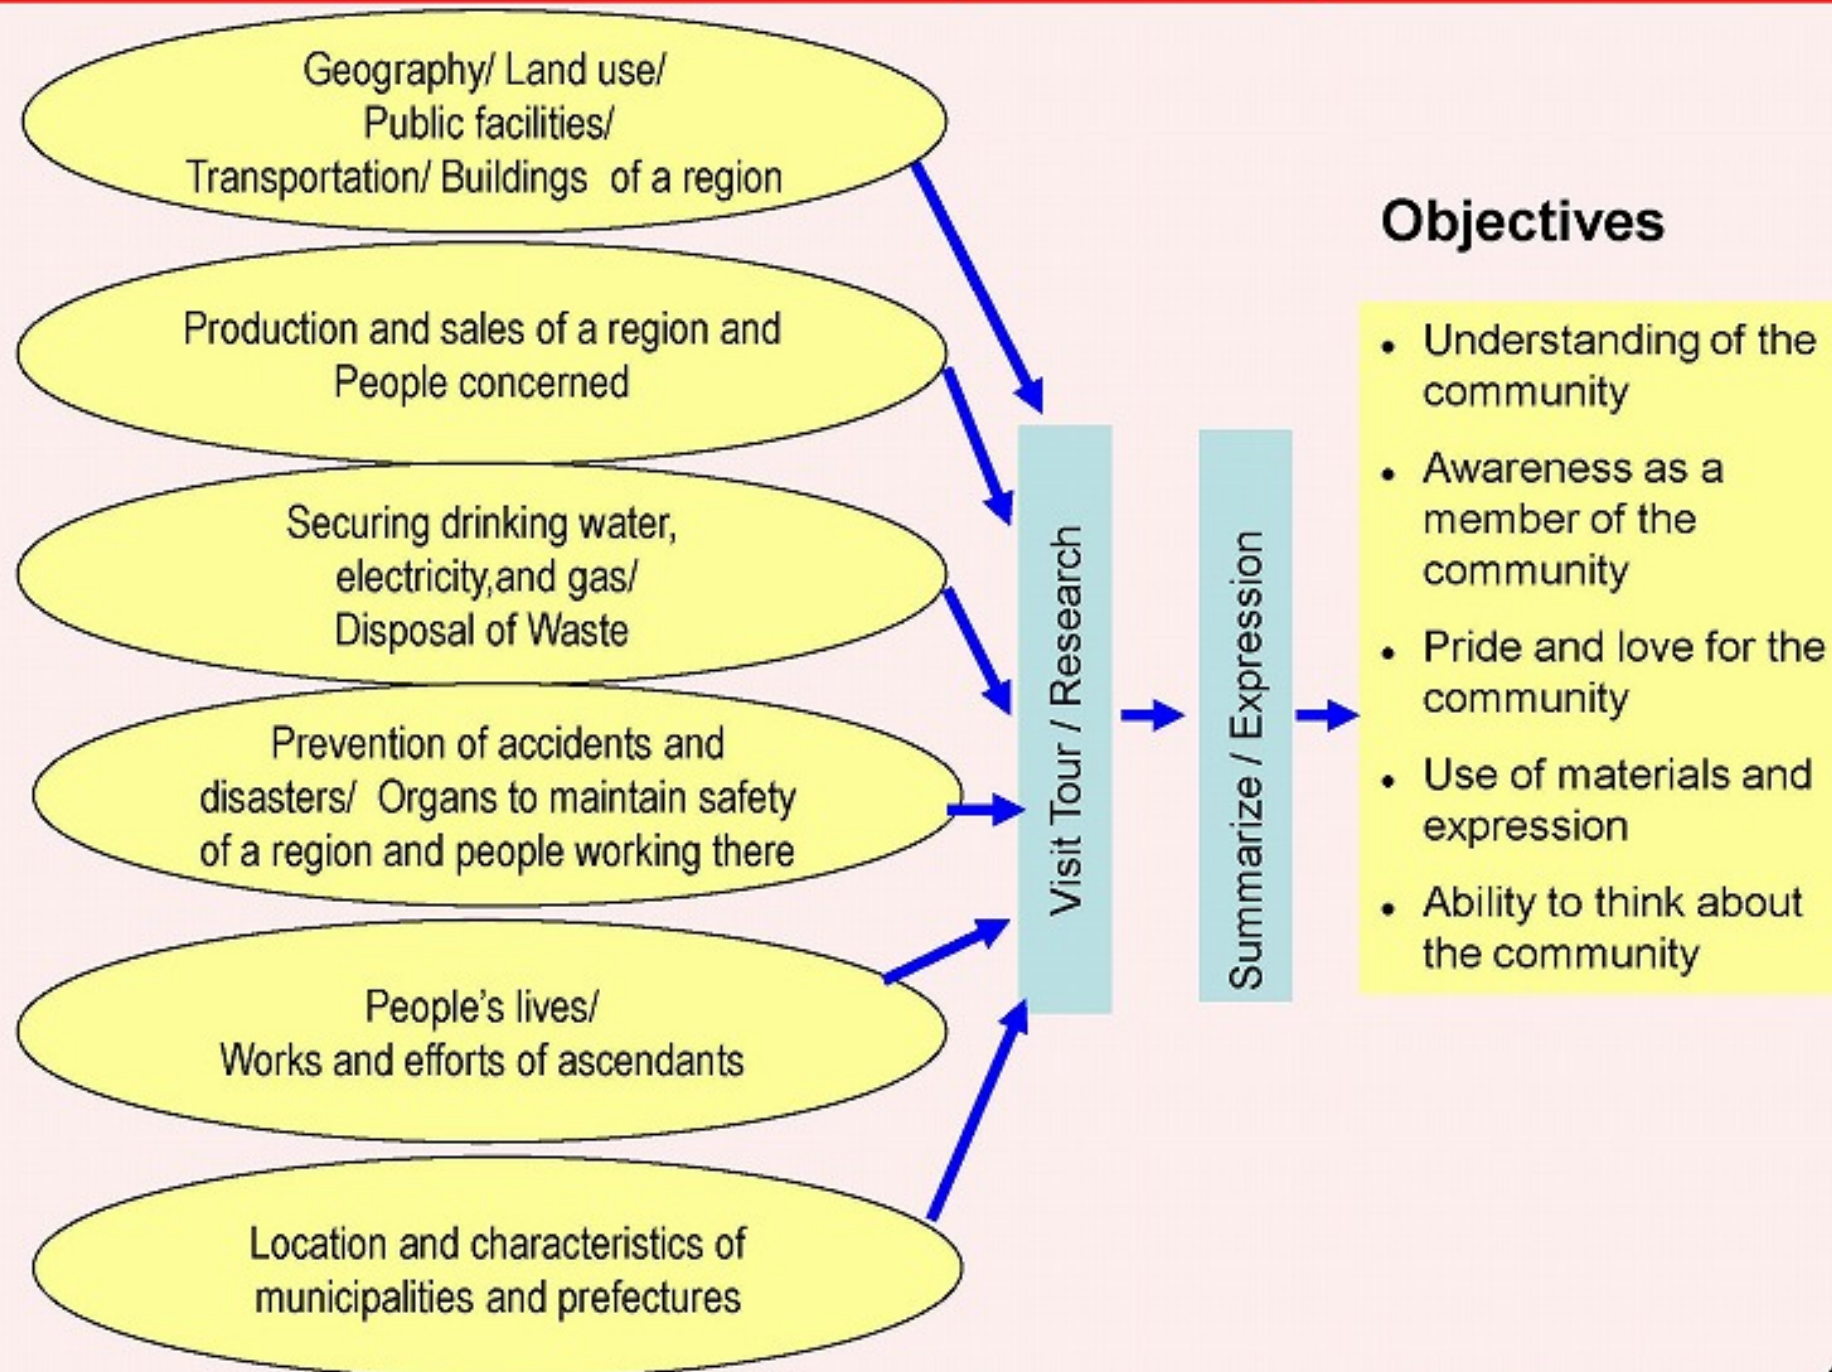 Geography/ Land use/
Public facilities/
Transportation/ Buildings of a region
Production and sales of a region and
People concerned
Securing drinking water,
electricity,and gas/
Disposal of Waste
Prevention of accidents and
disasters/ Organs to maintain safety
of a region and people working there
People's lives/
Works and efforts of ascendants
Location and characteristics of
municipalities and prefectures
Visit Tour / Research
Summarize / Expression
Objectives
• Understanding of the
community
• Awareness as a
member of the
community
• Pride and love for the
community
• Use of materials and
expression
• Ability to think about
the community